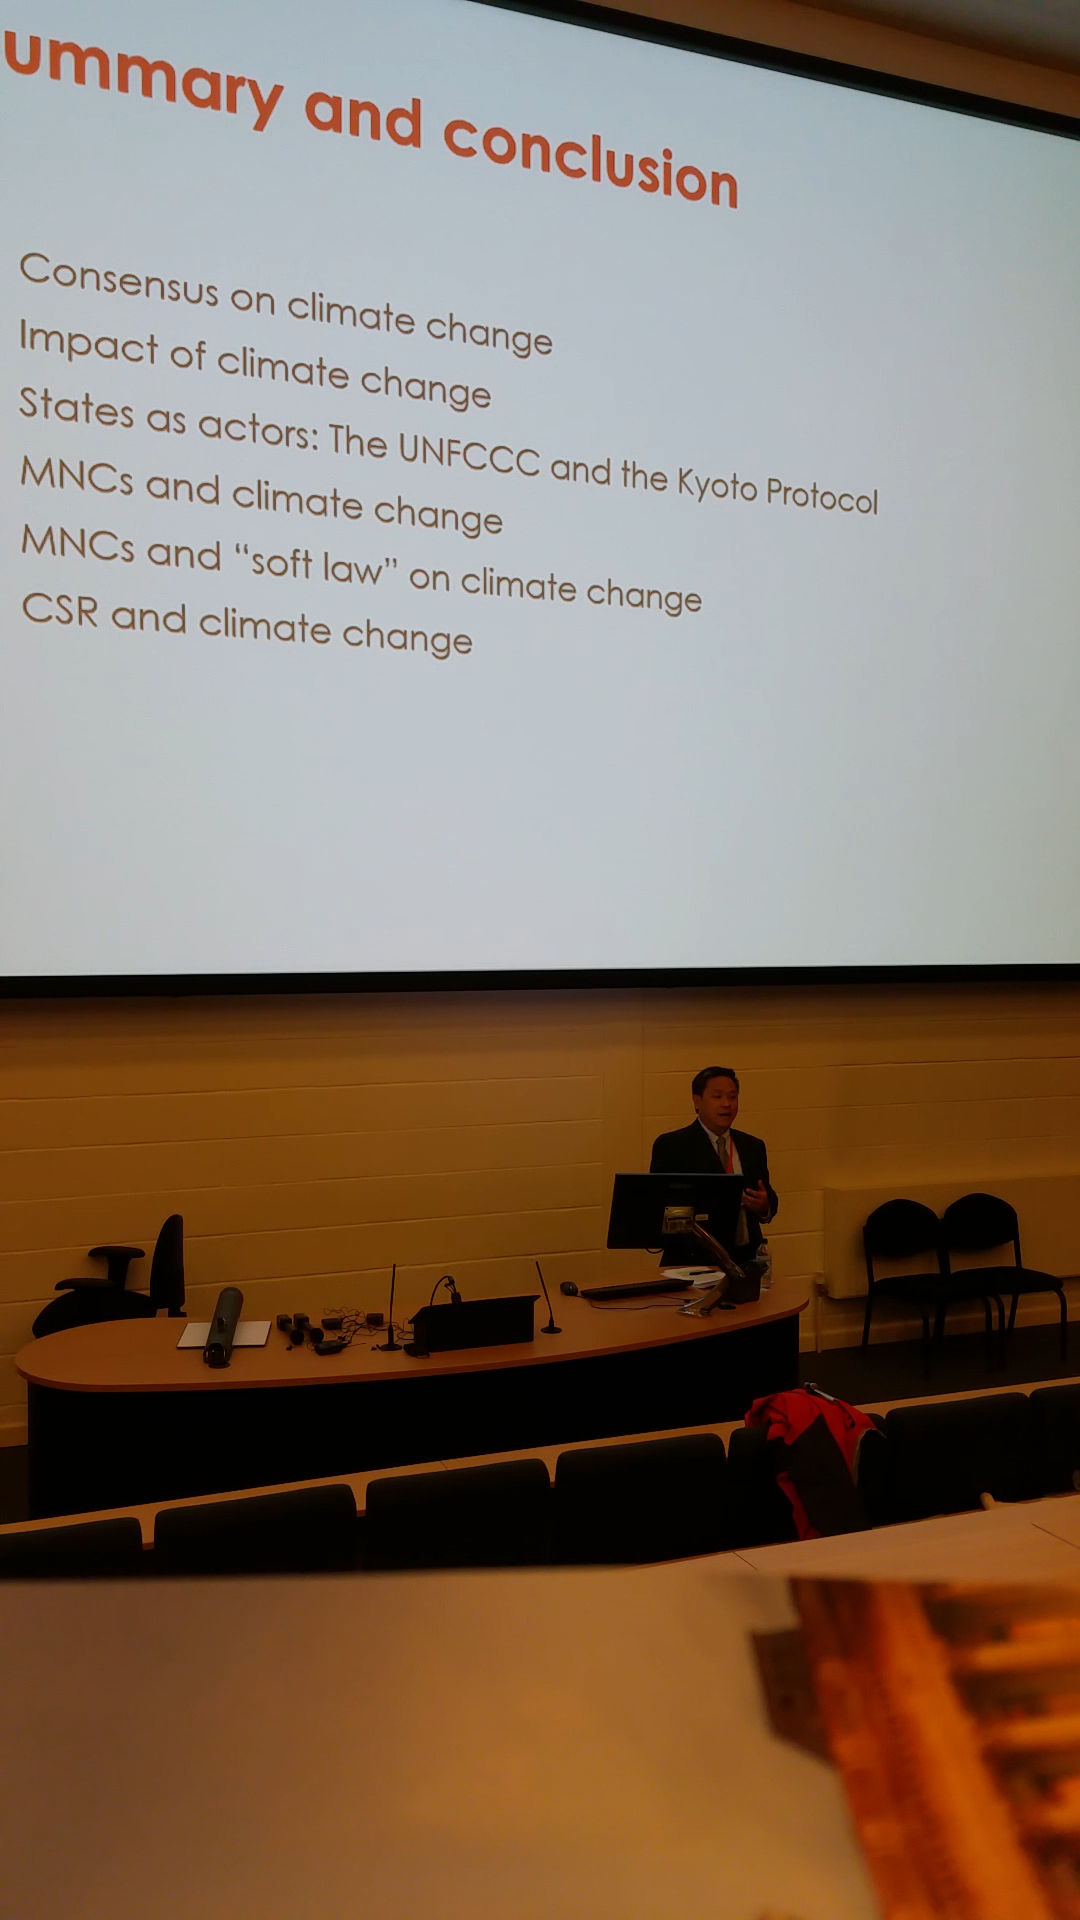 ummary and conclusion
Consensus on climate change
Impact of climate change
States as actors: The UNFCCC and the Kyoto Protocol
MNCs and climate change
MNCs and “soft law” on climate change
CSR and climate change